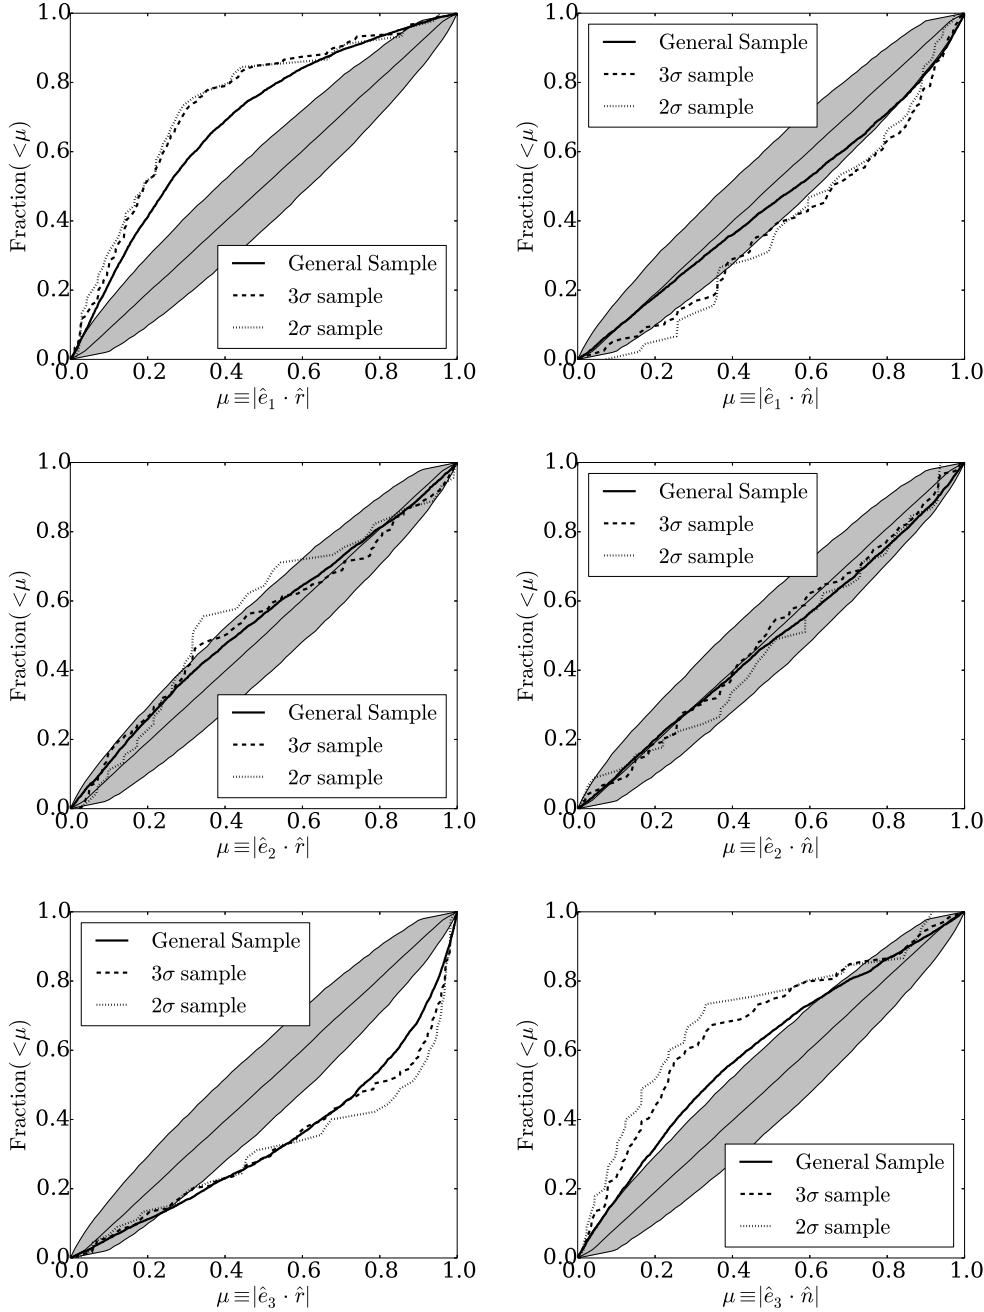 1.0
0.8
0.6
0.4
0.2
0.0
Fraction( <μ)
General Sample
3σ sample
2σ sample
0.0 0.2 0.4 0.6 0.8 1.0
μ ≡|ê₁ · r̂|
1.0
0.8
0.6
0.4
0.2
0.0
Fraction( <μ)
General Sample
3σ sample
2σ sample
0.0 0.2 0.4 0.6 0.8 1.0
μ ≡|ê₁ · n̂|
1.0
0.8
0.6
0.4
0.2
0.0
Fraction( <μ)
General Sample
3σ sample
2σ sample
0.0 0.2 0.4 0.6 0.8 1.0
μ ≡|ê₂ · r̂|
1.0
0.8
0.6
0.4
0.2
0.0
Fraction( <μ)
General Sample
3σ sample
2σ sample
0.0 0.2 0.4 0.6 0.8 1.0
μ ≡|ê₂ · n̂|
1.0
0.8
0.6
0.4
0.2
0.0
Fraction( <μ)
General Sample
3σ sample
2σ sample
0.0 0.2 0.4 0.6 0.8 1.0
μ ≡|ê₃ · r̂|
1.0
0.8
0.6
0.4
0.2
0.0
Fraction( <μ)
General Sample
3σ sample
2σ sample
0.0 0.2 0.4 0.6 0.8 1.0
μ ≡|ê₃ · n̂|